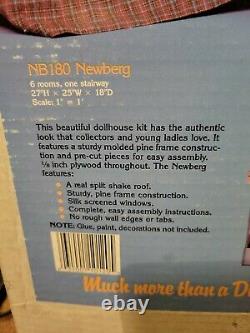 NB180 Newberg
6 rooms, one stairway
27"H × 25"W × 18"D
Scale: 1" = 1'
This beautiful dollhouse kit has the authentic
look that collectors and young ladies love. It
features a sturdy molded pine frame construc-
tion and pre-cut pieces for easy assembly.
⅛ inch plywood throughout. The Newberg
features:
• A real split shake roof.
• Sturdy, pine frame construction.
• Silk screened windows.
• Complete, easy assembly instructions.
• No rough wall edges or tabs.
NOTE: Glue, paint, decorations not included.
Much more than a D